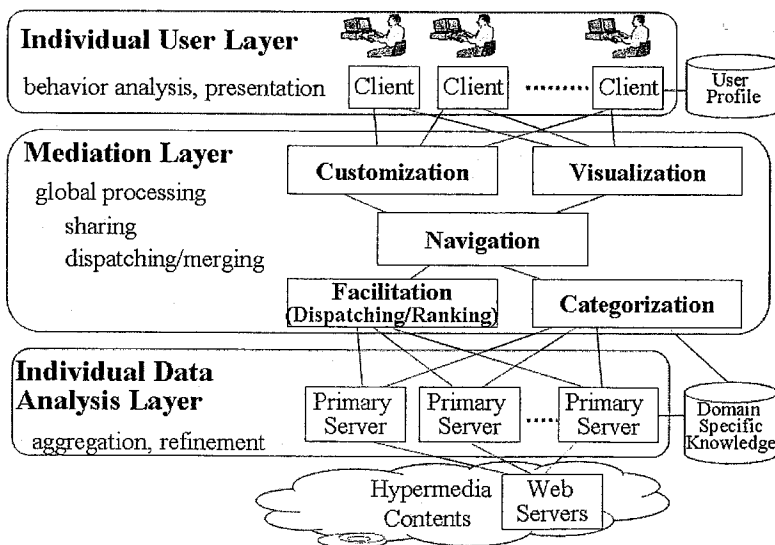 Individual User Layer
behavior analysis, presentation
Client
Client
Client
User
Profile
Mediation Layer
global processing
sharing
dispatching/merging
Customization
Visualization
Navigation
Facilitation
(Dispatching/Ranking)
Categorization
Individual Data
Analysis Layer
aggregation, refinement
Primary
Server
Primary
Server
Primary
Server
Domain
Specific
Knowledge
Hypermedia
Contents
Web
Servers